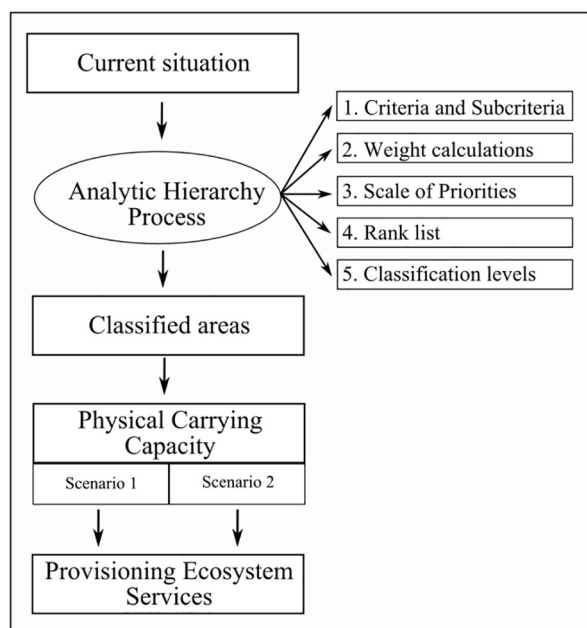 Current situation
Analytic Hierarchy
Process
1. Criteria and Subcriteria
2. Weight calculations
3. Scale of Priorities
4. Rank list
5. Classification levels
Classified areas
Physical Carrying
Capacity
Scenario 1
Scenario 2
Provisioning Ecosystem
Services